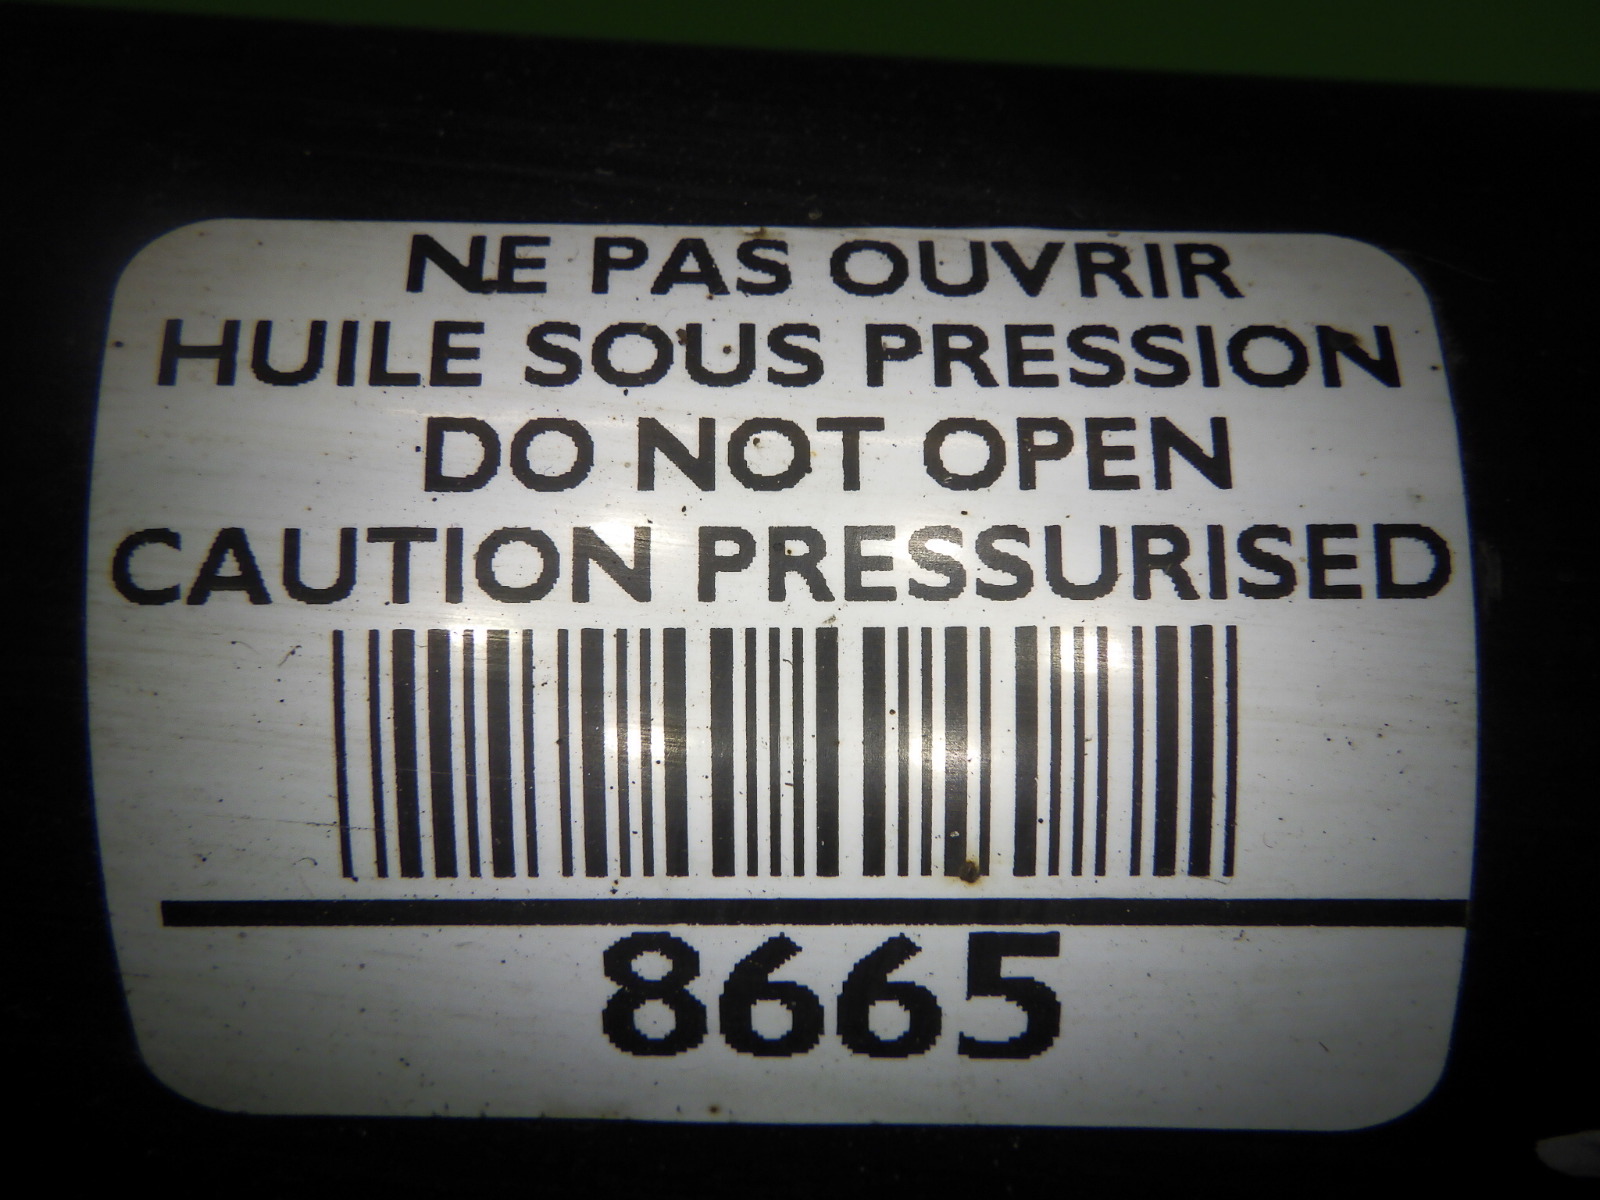 NE PAS OUVRIR
HUILE SOUS PRESSION
DO NOT OPEN
CAUTION PRESSURISED
8665